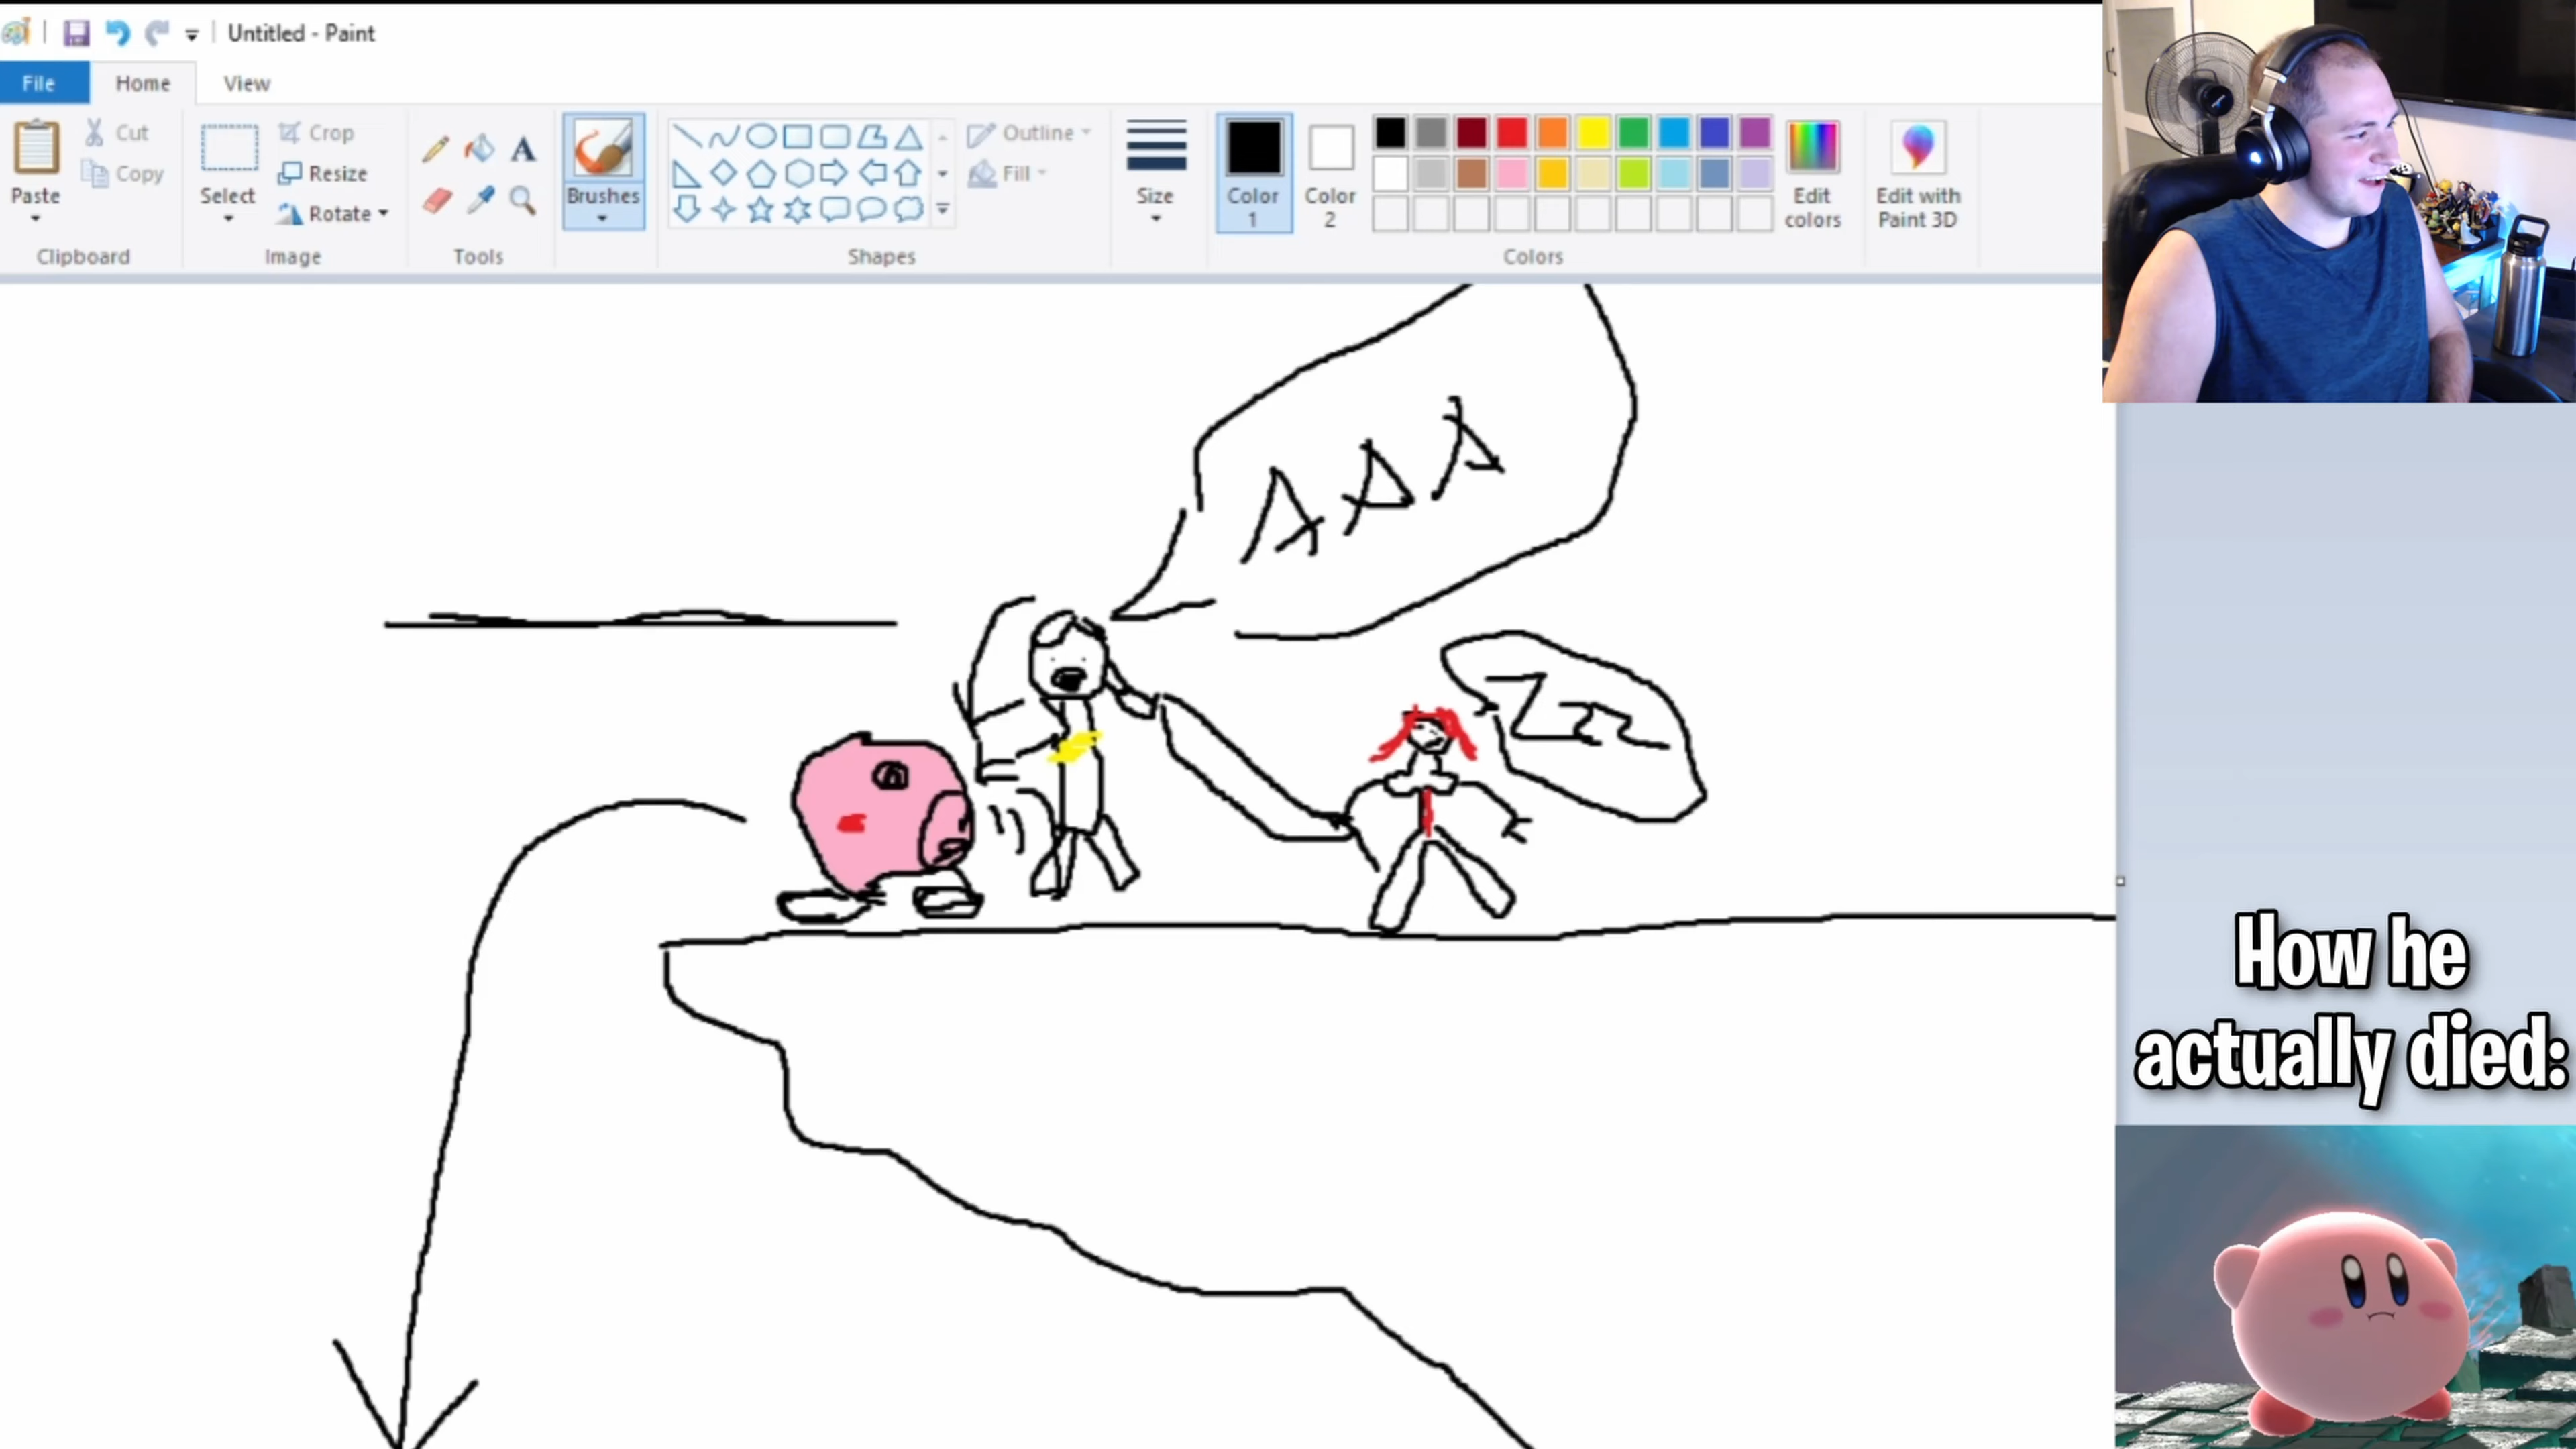 Untitled - Paint
File Home View
Paste
Cut
Copy
Clipboard
Select
Crop
Resize
Rotate
Image
A
Tools
Brushes
Shapes
Outline
Fill
Size
Color 1
Color 2
Colors
Edit colors
Edit with Paint 3D
AAA
Zzz
How he
actually died: